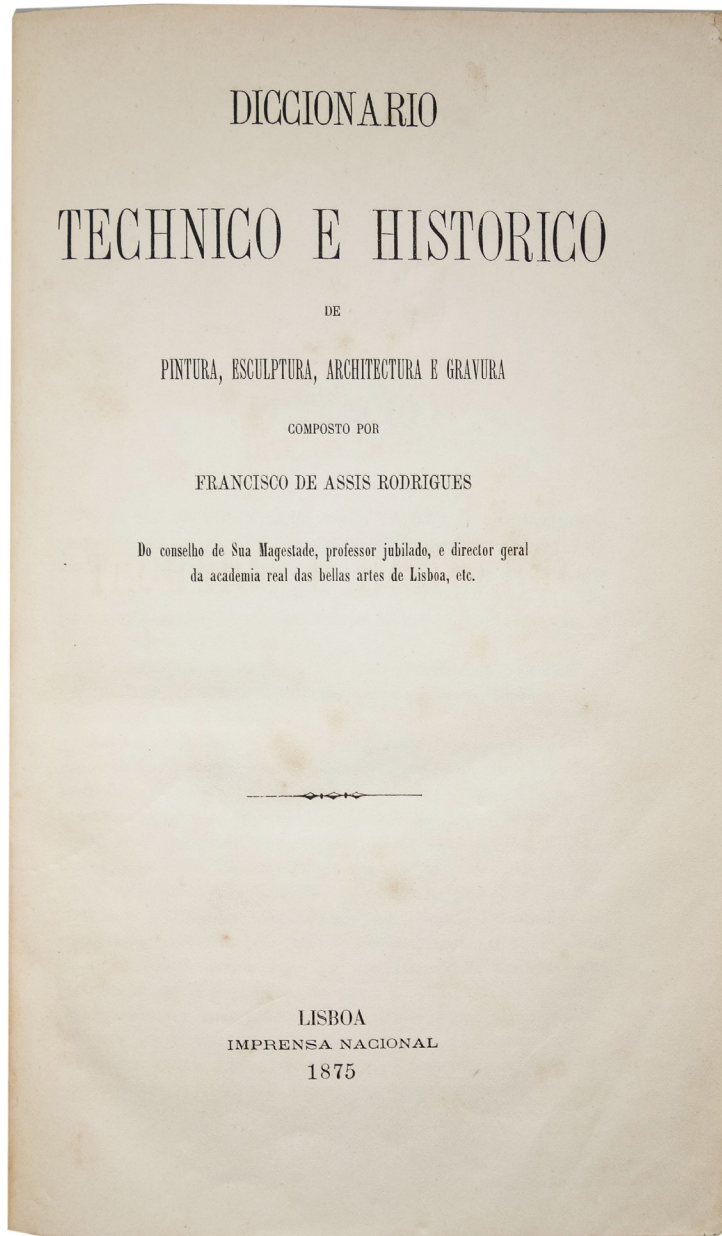 DICCIONARIO
TECHNICO E HISTORICO
DE
PINTURA, ESCULPTURA, ARCHITECTURA E GRAVURA
COMPOSTO POR
FRANCISCO DE ASSIS RODRIGUES
Do conselho de Sua Magestade, professor jubilado, e director geral
da academia real das bellas artes de Lisboa, etc.
LISBOA
IMPRENSA NACIONAL
1875